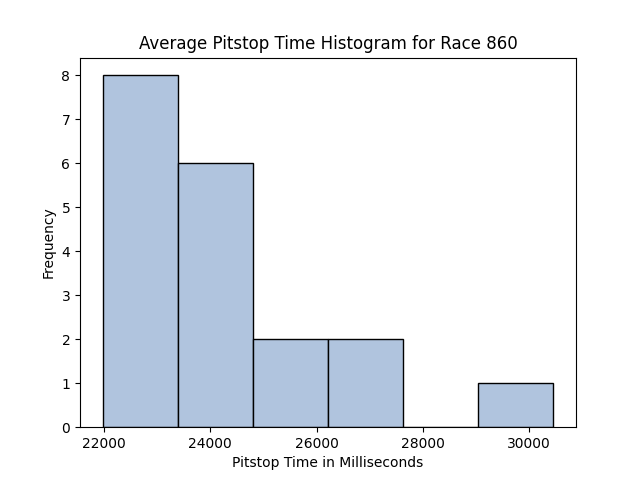 Average Pitstop Time Histogram for Race 860
8
7
6
5
4
3
2
1
0
Frequency
22000 24000 26000 28000 30000
Pitstop Time in Milliseconds